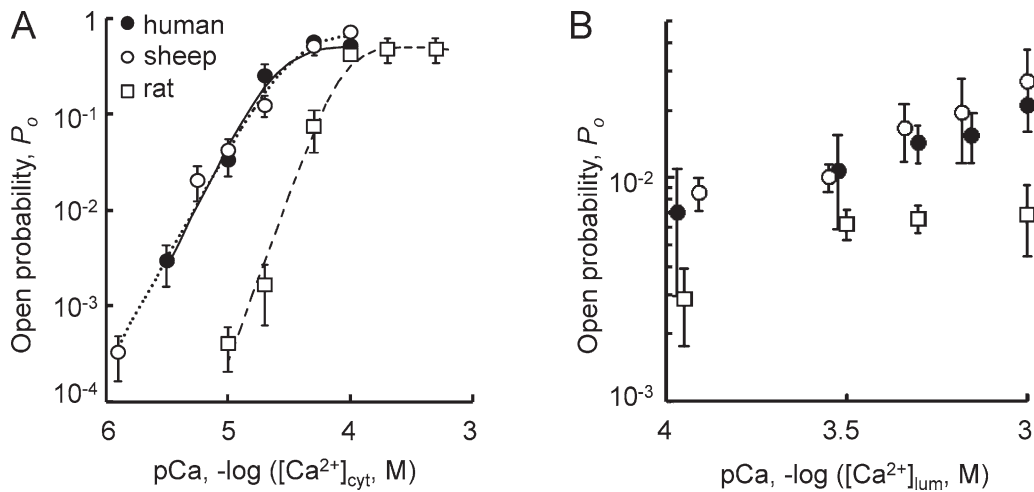 A
human
sheep
rat
1
10⁻¹
10⁻²
10⁻³
10⁻⁴
Open probability, Pₒ
6 5 4 3
pCa, -log ([Ca²⁺]cyt, M)
B
10⁻²
10⁻³
Open probability, Pₒ
4 3.5 3
pCa, -log ([Ca²⁺]lum, M)